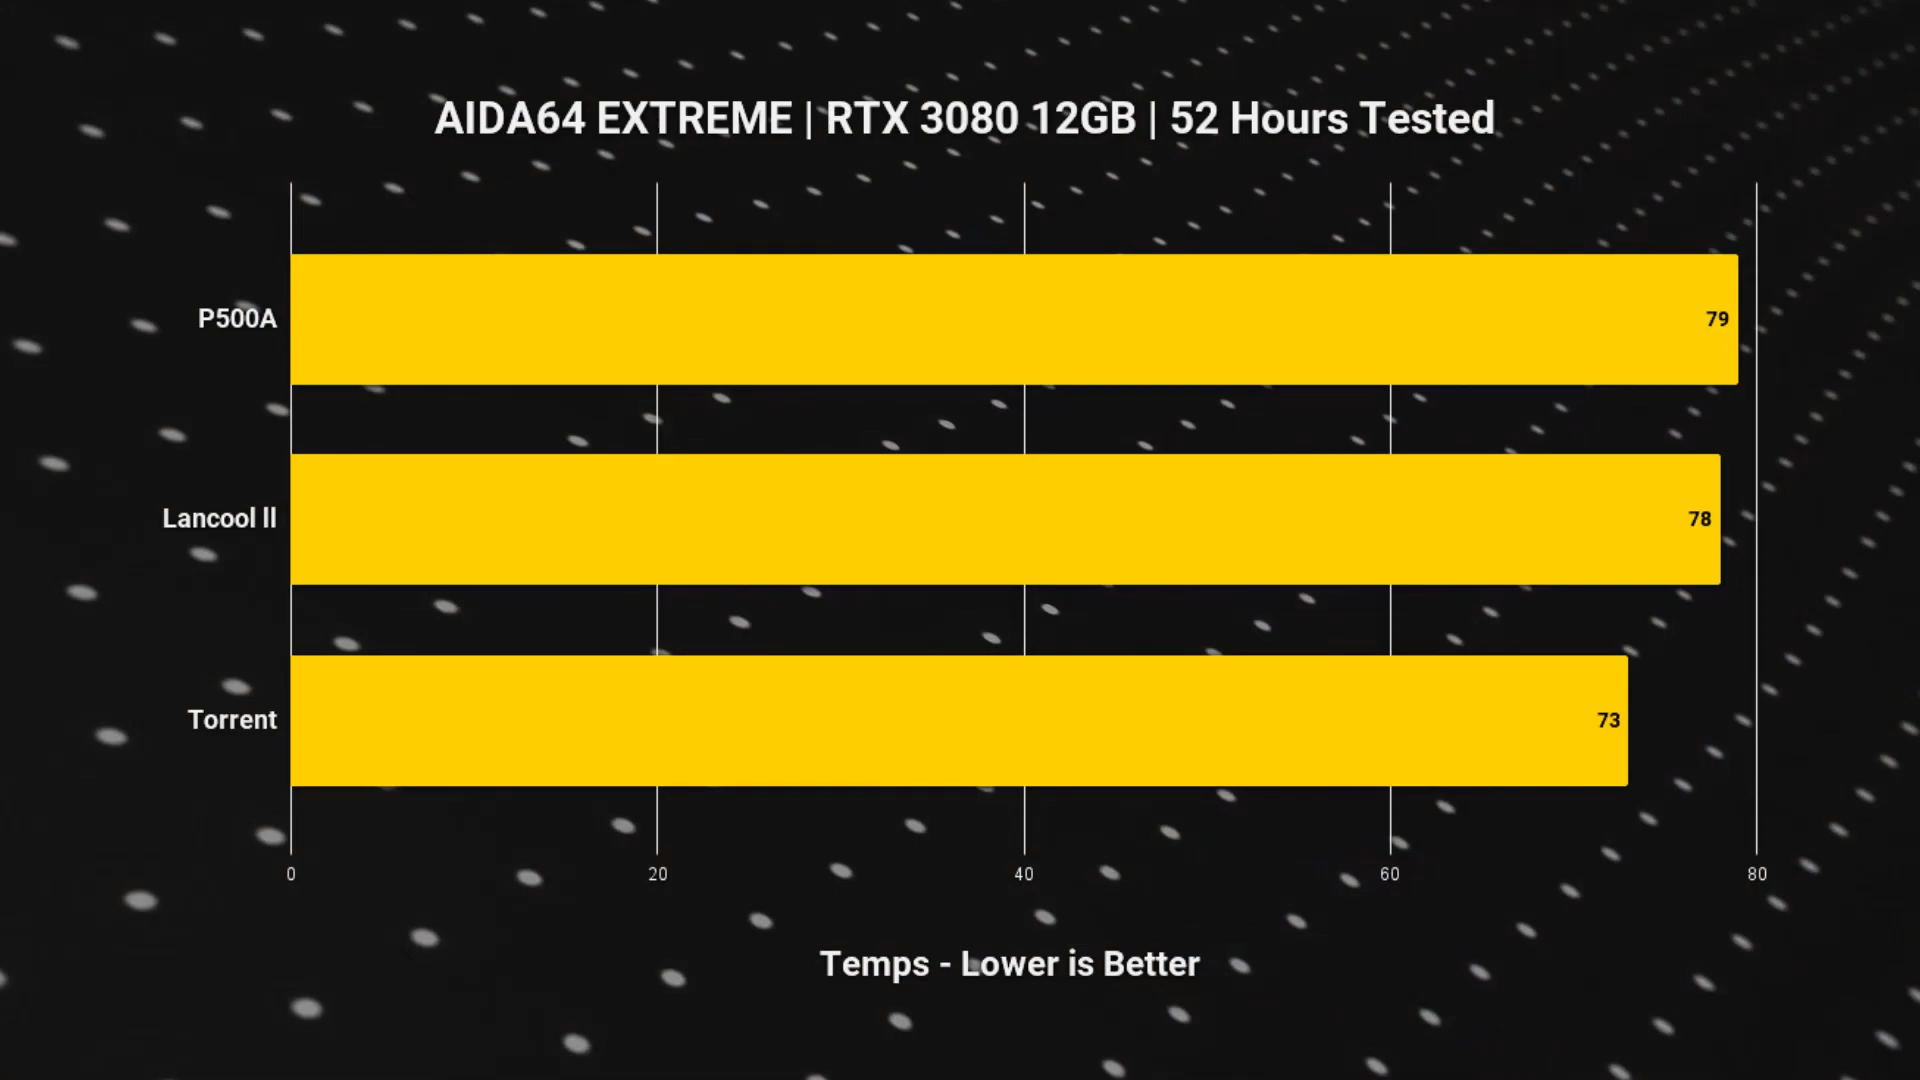 AIDA64 EXTREME | RTX 3080 12GB | 52 Hours Tested
P500A
79
Lancool ll
78
Torrent
73
0 20 40 60 80
Temps - Lower is Better